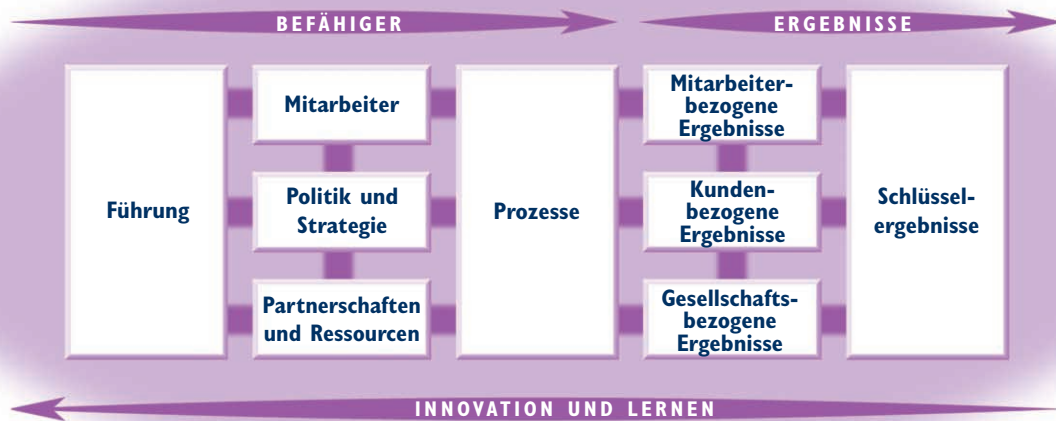 BEFÄHIGER
ERGEBNISSE
Führung
Mitarbeiter
Politik und
Strategie
Partnerschaften
und Ressourcen
Prozesse
Mitarbeiter-
bezogene
Ergebnisse
Kunden-
bezogene
Ergebnisse
Gesellschafts-
bezogene
Ergebnisse
Schlüssel-
ergebnisse
INNOVATION UND LERNEN